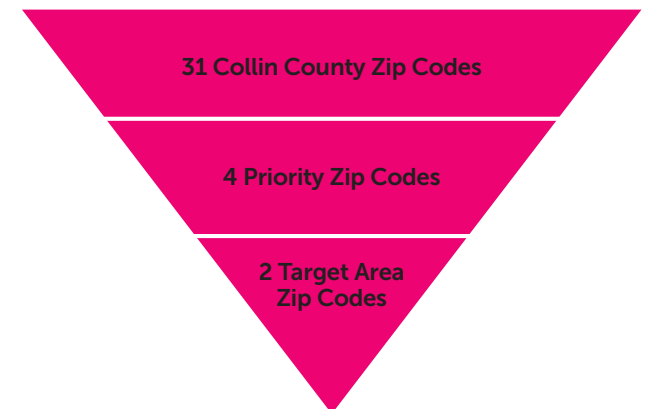 31 Collin County Zip Codes
4 Priority Zip Codes
2 Target Area
Zip Codes